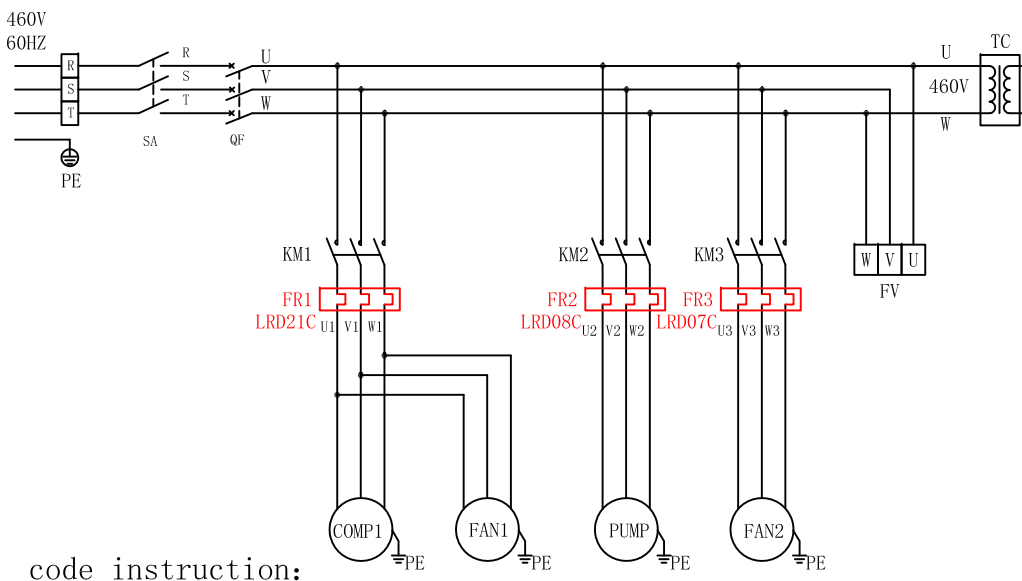 460V
60HZ
R
S
T
PE
R
S
T
SA
QF
U
V
W
U
460V
W
TC
KM1
FR1
LRD21C
U1 V1 W1
KM2
FR2
LRD08C
U2 V2 W2
KM3
FR3
LRD07C
U3 V3 W3
W V U
FV
COMP1
PE
FAN1
PE
PUMP
PE
FAN2
PE
code instruction: